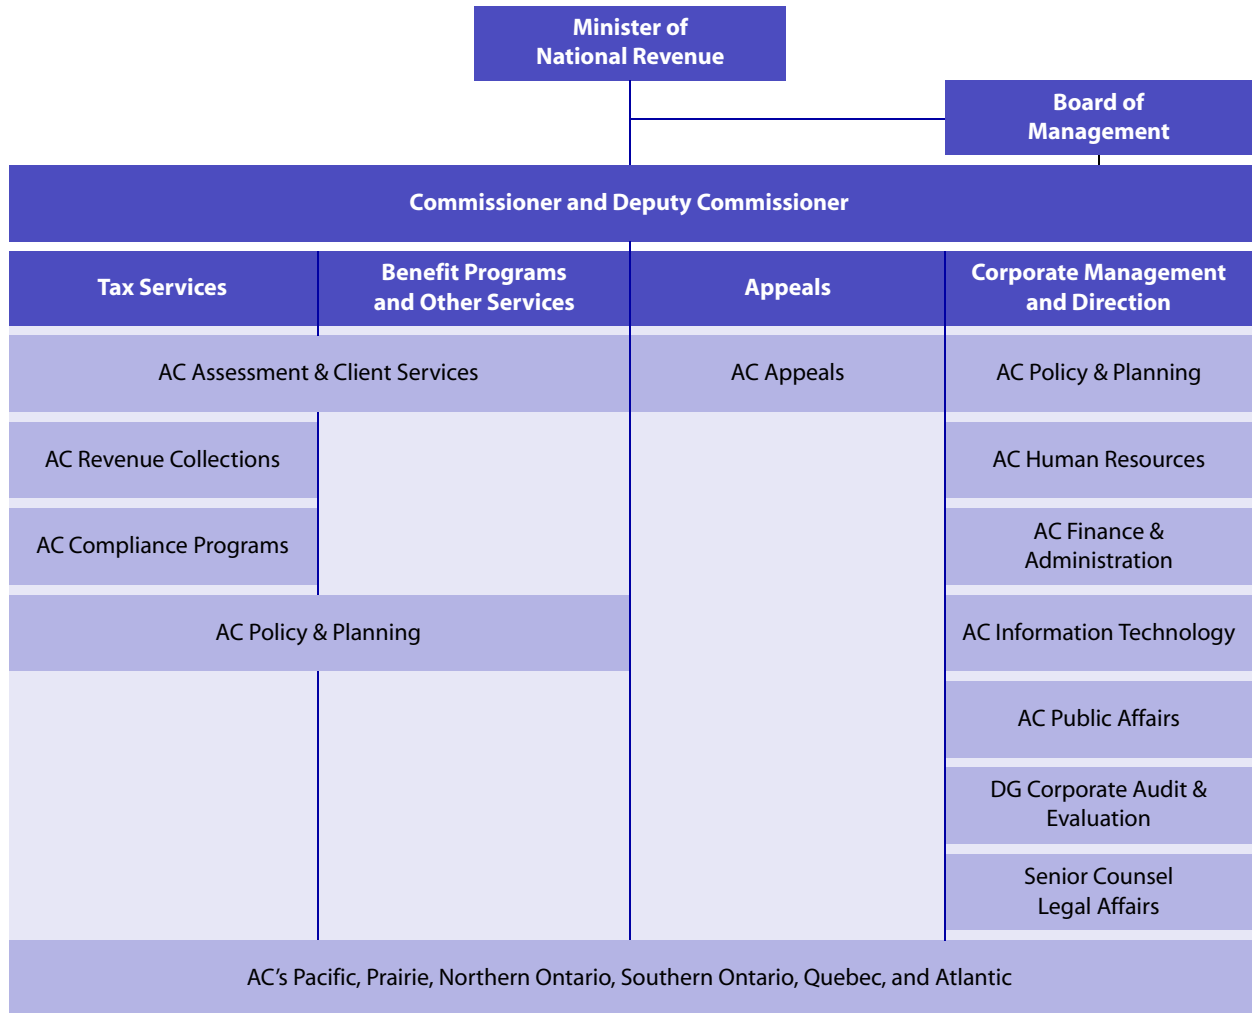 Minister of
National Revenue
Board of
Management
Commissioner and Deputy Commissioner
Tax Services
Benefit Programs
and Other Services
Appeals
Corporate Management
and Direction
AC Assessment & Client Services
AC Appeals
AC Policy & Planning
AC Revenue Collections
AC Human Resources
AC Compliance Programs
AC Finance &
Administration
AC Policy & Planning
AC Information Technology
AC Public Affairs
DG Corporate Audit &
Evaluation
Senior Counsel
Legal Affairs
AC's Pacific, Prairie, Northern Ontario, Southern Ontario, Quebec, and Atlantic